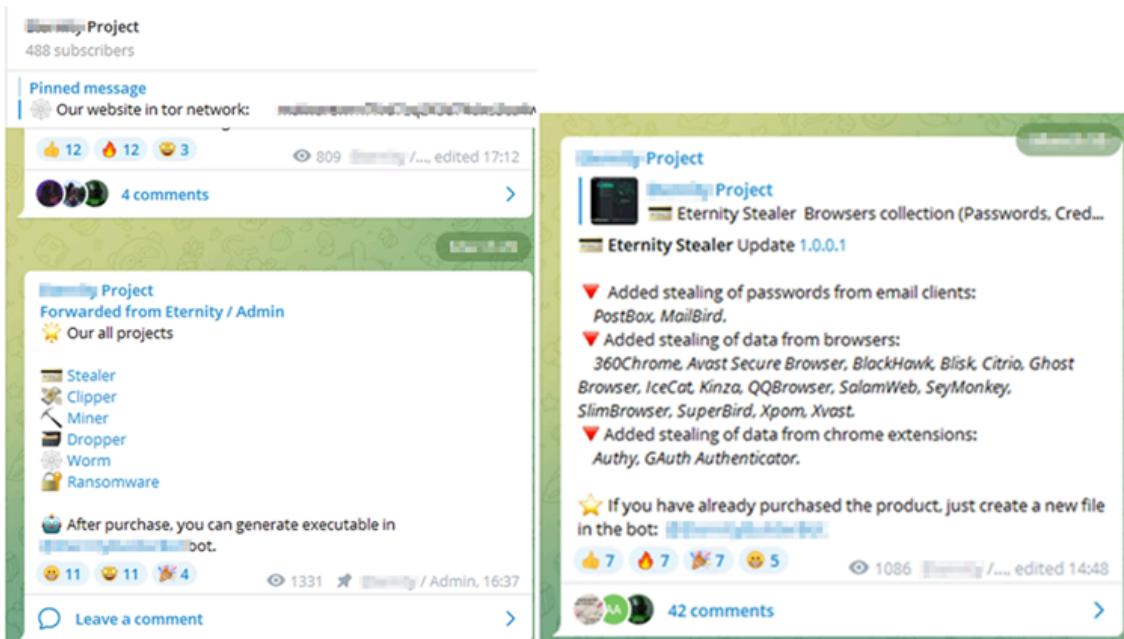 Project
488 subscribers
Pinned message
Our website in tor network:
12 12 3 809 /..., edited 17:12
4 comments
Project
Forwarded from Eternity / Admin
Our all projects
Stealer
Clipper
Miner
Dropper
Worm
Ransomware
After purchase, you can generate executable in
bot.
11 11 4 1331 / Admin, 16:37
Leave a comment
Project
Project
Eternity Stealer Browsers collection (Passwords, Cred...
Eternity Stealer Update 1.0.0.1
Added stealing of passwords from email clients:
PostBox, MailBird.
Added stealing of data from browsers:
360Chrome, Avast Secure Browser, BlackHawk, Blisk, Citrio, Ghost
Browser, IceCat, Kinza, QQBrowser, SalamWeb, SeyMonkey,
SlimBrowser, SuperBird, Xpom, Xvast.
Added stealing of data from chrome extensions:
Authy, GAuth Authenticator.
If you have already purchased the product, just create a new file
in the bot:
7 7 7 5 1086 /..., edited 14:48
AA
42 comments